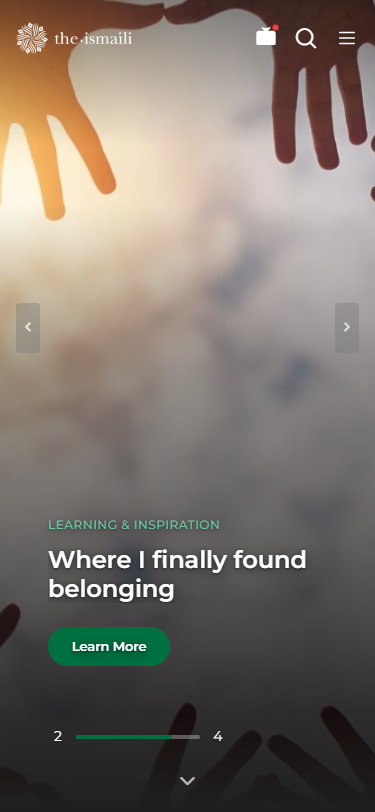 the·ismaili
LEARNING & INSPIRATION
Where I finally found
belonging
Learn More
2
4